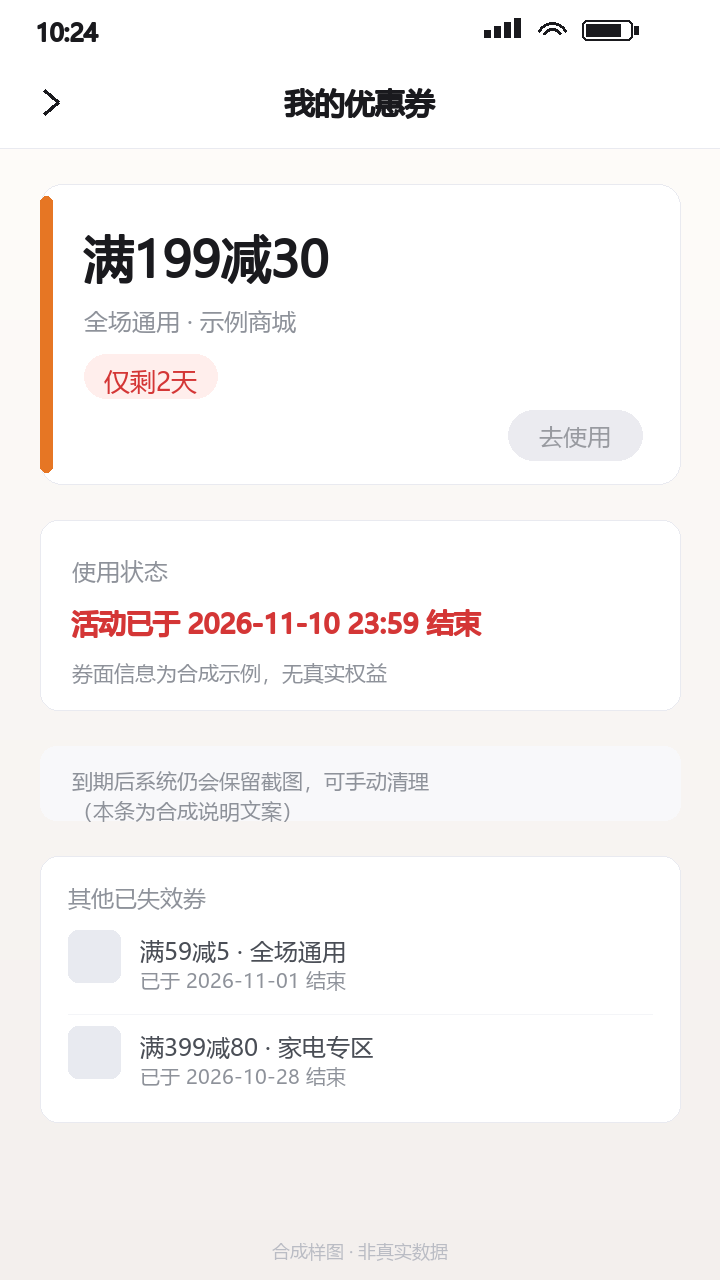 10:24
我的优惠券
满199减30
全场通用 · 示例商城
仅剩2天
去使用
使用状态
活动已于 2026-11-10 23:59 结束
券面信息为合成示例，无真实权益
到期后系统仍会保留截图，可手动清理
（本条为合成说明文案）
其他已失效券
满59减5 · 全场通用
已于 2026-11-01 结束
满399减80 · 家电专区
已于 2026-10-28 结束
合成样图 · 非真实数据